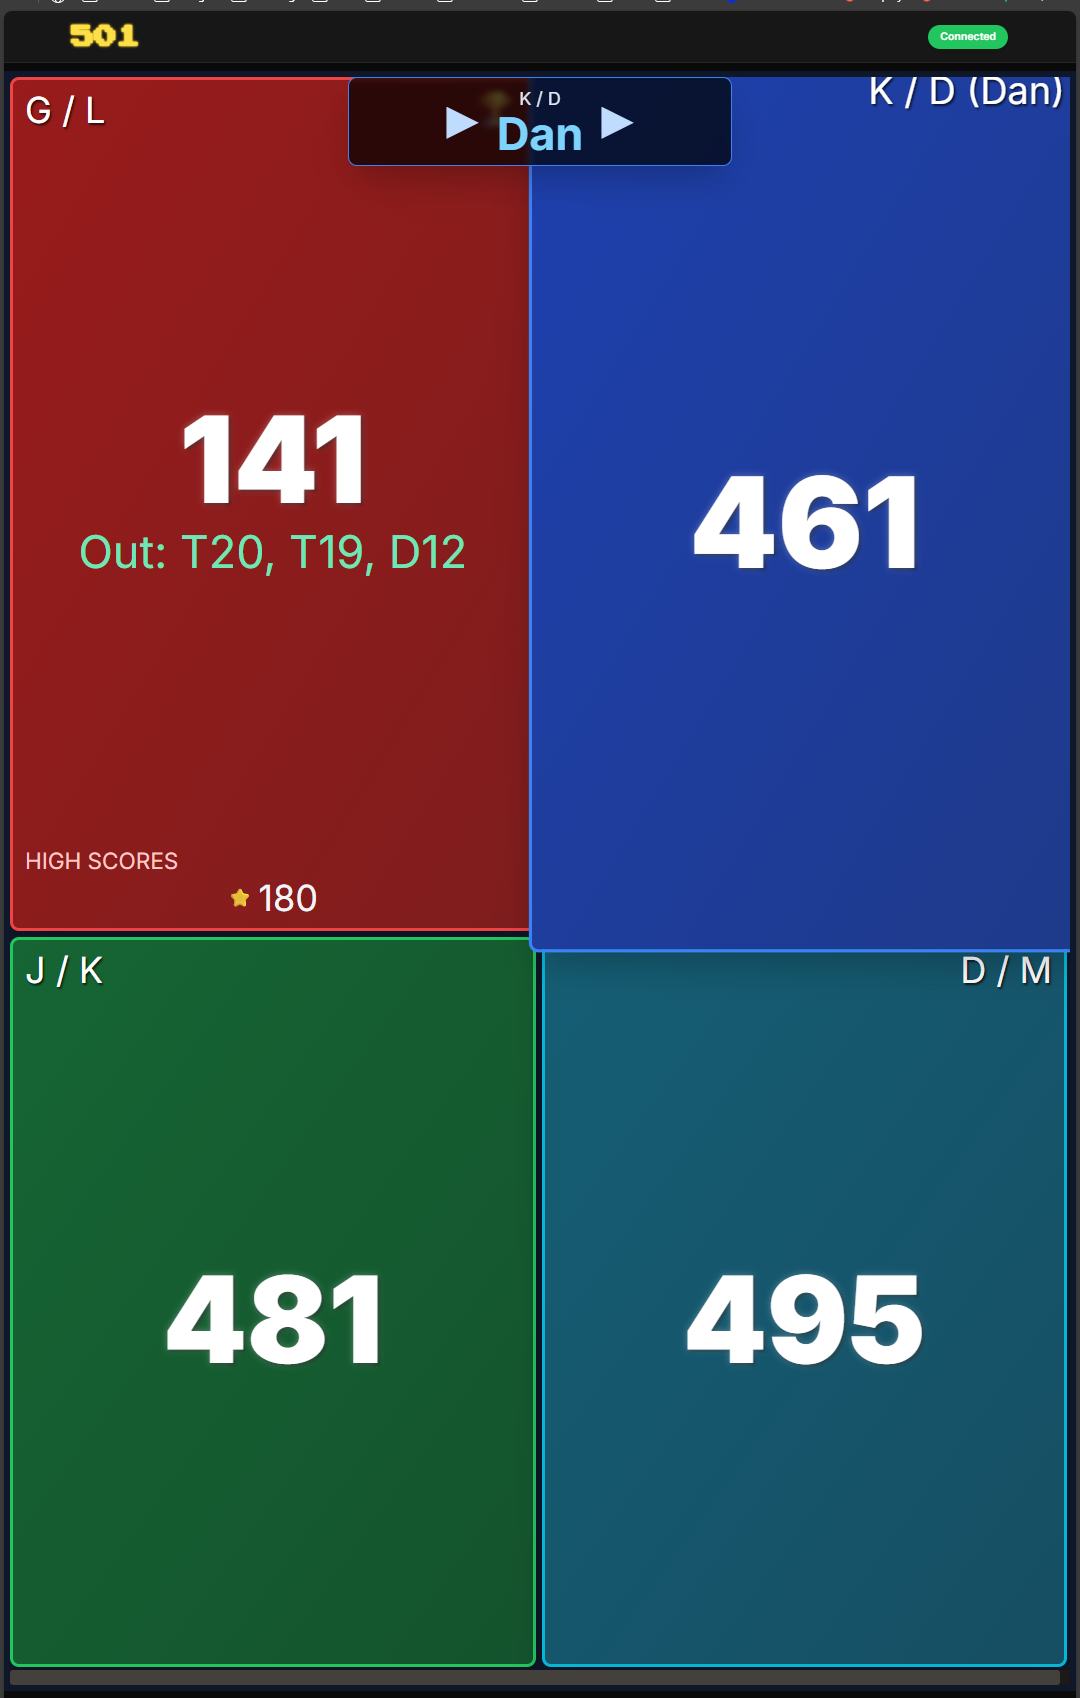 501
Connected
G / L
K / D
▶ Dan ▶
K / D (Dan)
141
Out: T20, T19, D12
461
HIGH SCORES
180
J / K
D / M
481
495